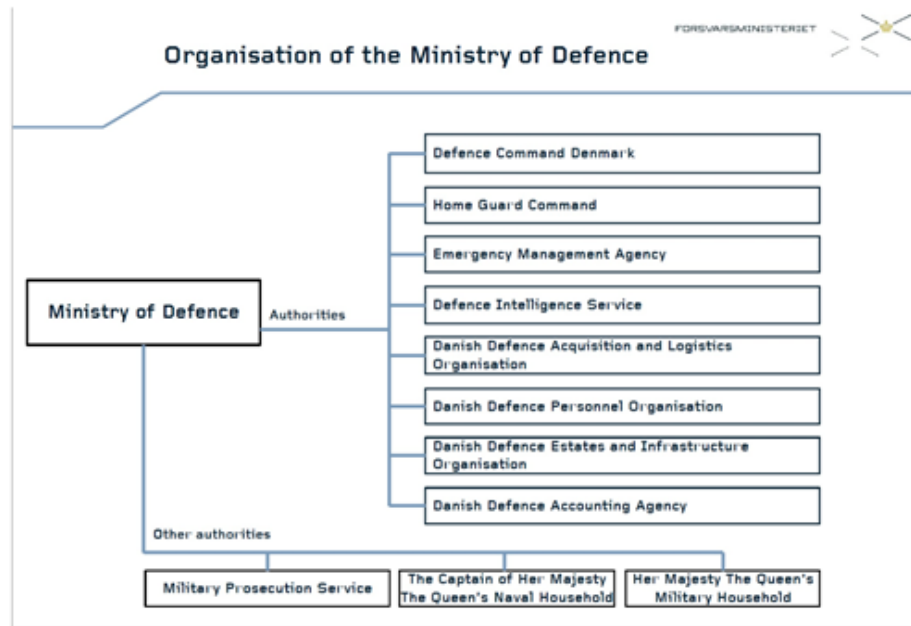 FORSVARSMINISTERIET
Organisation of the Ministry of Defence
Defence Command Denmark
Home Guard Command
Emergency Management Agency
Ministry of Defence
Authorities
Defence Intelligence Service
Danish Defence Acquisition and Logistics
Organisation
Danish Defence Personnel Organisation
Danish Defence Estates and Infrastructure
Organisation
Danish Defence Accounting Agency
Other authorities
Military Prosecution Service
The Captain of Her Majesty
The Queen's Naval Household
Her Majesty The Queen's
Military Household